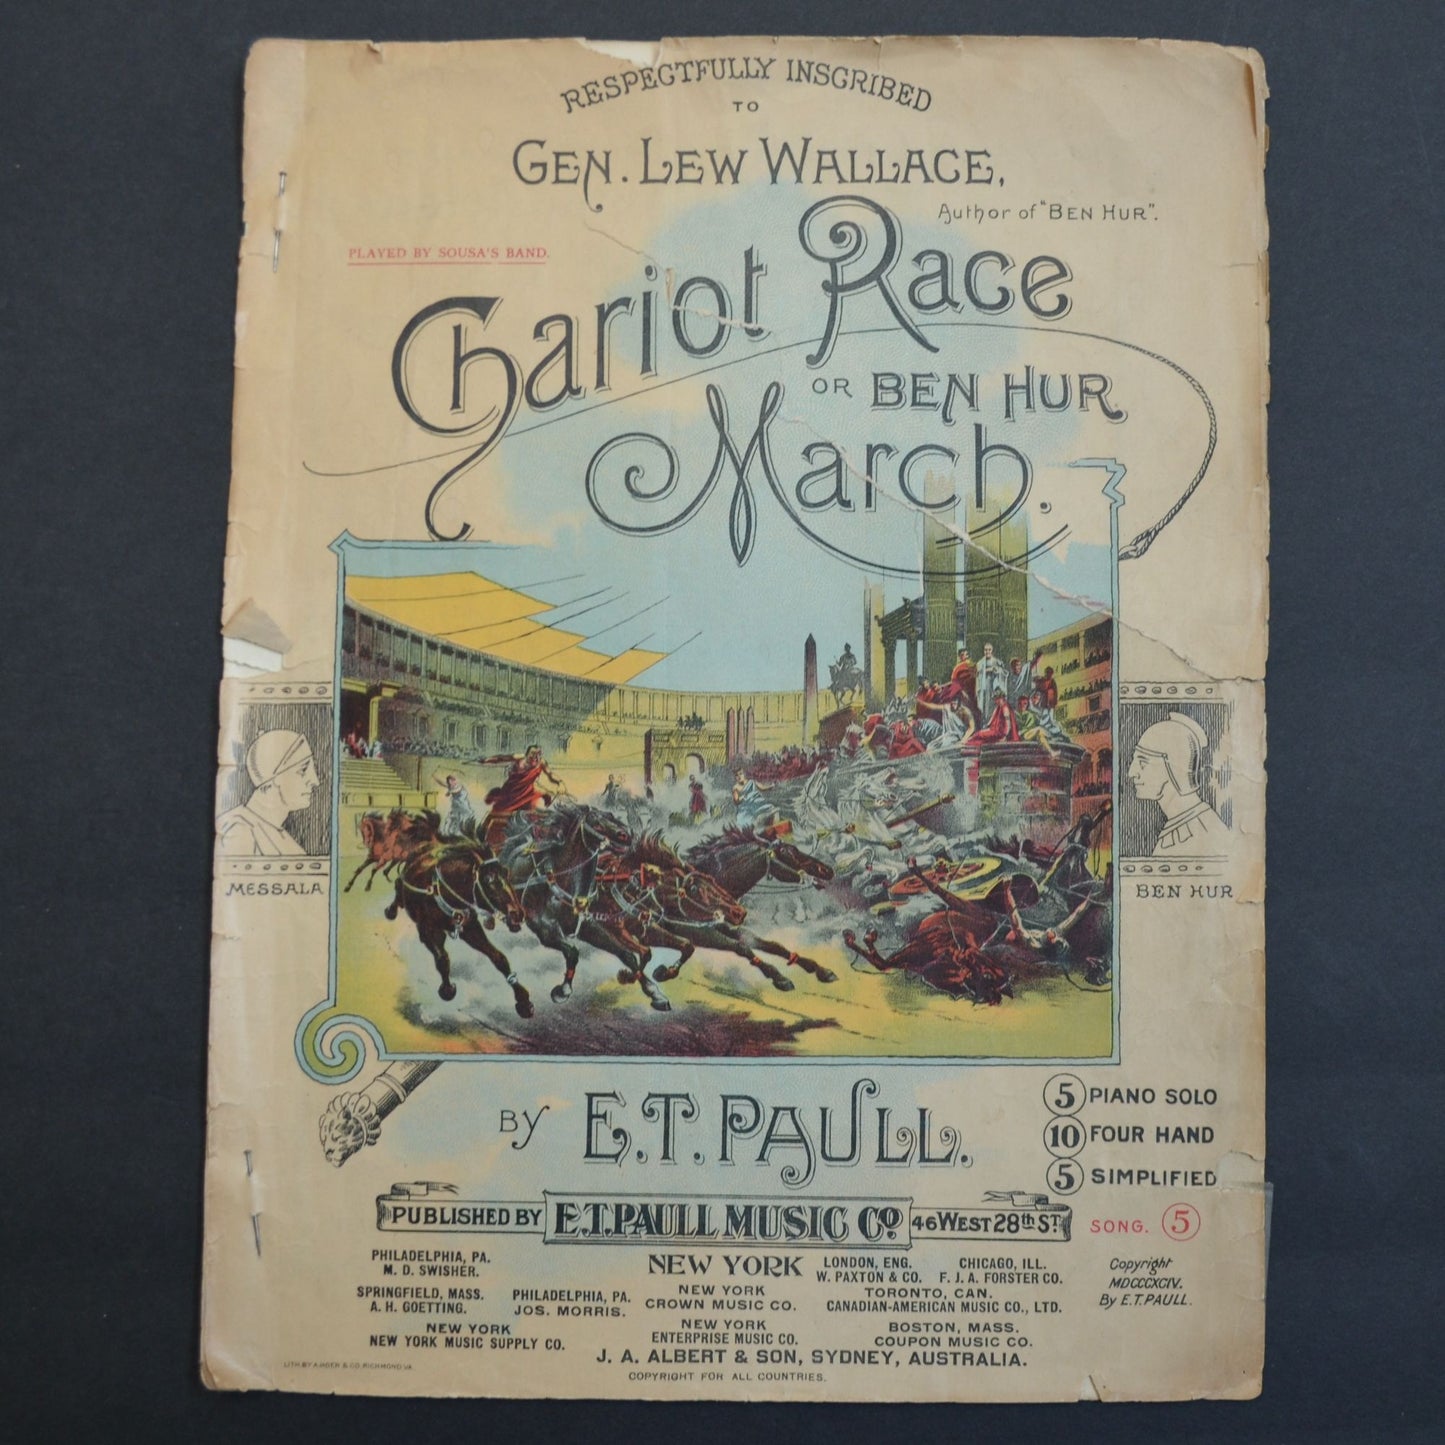 RESPECTFULLY INSCRIBED
TO
GEN. LEW WALLACE,
Author of "BEN HUR".
PLAYED BY SOUSA'S BAND.
Chariot Race
OR BEN HUR
March.
MESSALA
BEN HUR
BY E.T. PAULL.
5 PIANO SOLO
10 FOUR HAND
5 SIMPLIFIED
SONG. 5
PUBLISHED BY E.T. PAULL MUSIC CO. 46 WEST 28th ST.
NEW YORK
PHILADELPHIA, PA.
M. D. SWISHER.
LONDON, ENG.
W. PAXTON & CO.
CHICAGO, ILL.
F. J. A. FORSTER CO.
SPRINGFIELD, MASS.
A. H. GOETTING.
PHILADELPHIA, PA.
JOS. MORRIS.
NEW YORK
CROWN MUSIC CO.
TORONTO, CAN.
CANADIAN-AMERICAN MUSIC CO., LTD.
NEW YORK
NEW YORK MUSIC SUPPLY CO.
NEW YORK
ENTERPRISE MUSIC CO.
BOSTON, MASS.
COUPON MUSIC CO.
J. A. ALBERT & SON, SYDNEY, AUSTRALIA.
COPYRIGHT FOR ALL COUNTRIES.
Copyright
MDCCCXCIV.
By E.T. PAULL.
LITH. BY & CO. RICHMOND VA.